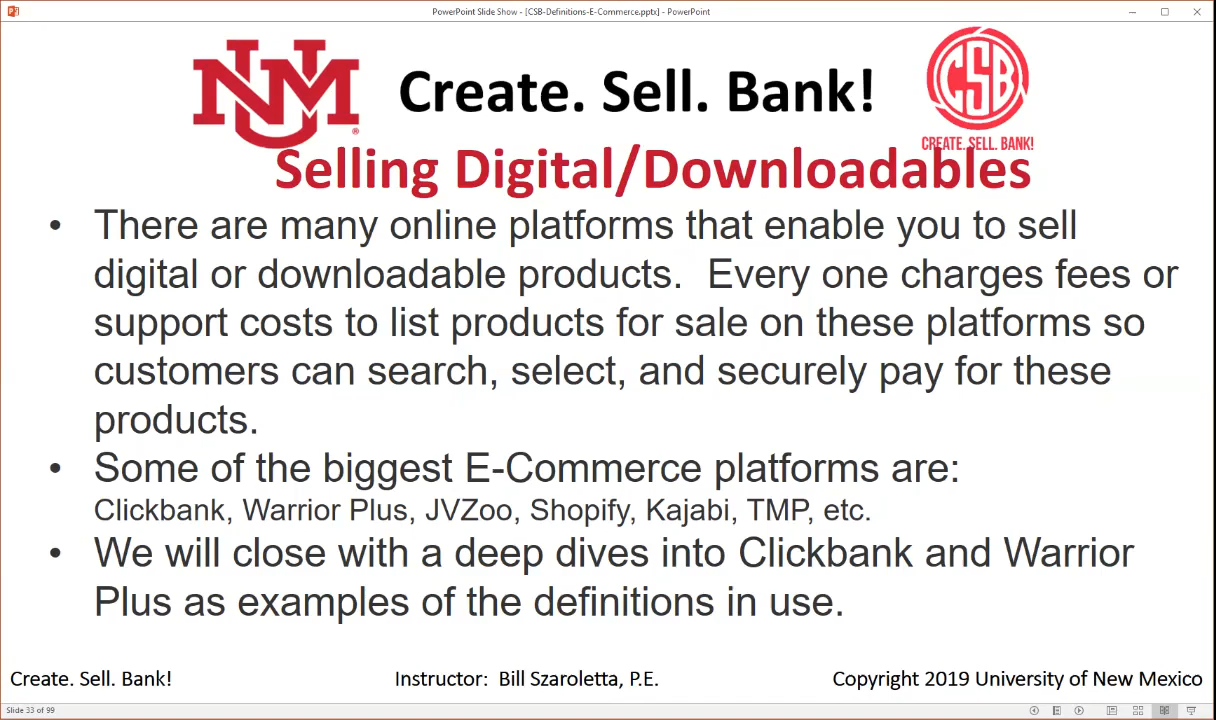 PowerPoint Slide Show - [CSB-Definitions-E-Commerce.pptx] - PowerPoint
UNM
®
Create. Sell. Bank!
CSB
CREATE. SELL. BANK!
Selling Digital/Downloadables
• There are many online platforms that enable you to sell
digital or downloadable products.  Every one charges fees or
support costs to list products for sale on these platforms so
customers can search, select, and securely pay for these
products.
• Some of the biggest E-Commerce platforms are:
Clickbank, Warrior Plus, JVZoo, Shopify, Kajabi, TMP, etc.
• We will close with a deep dives into Clickbank and Warrior
Plus as examples of the definitions in use.
Create. Sell. Bank!
Instructor:  Bill Szaroletta, P.E.
Copyright 2019 University of New Mexico
Slide 33 of 99